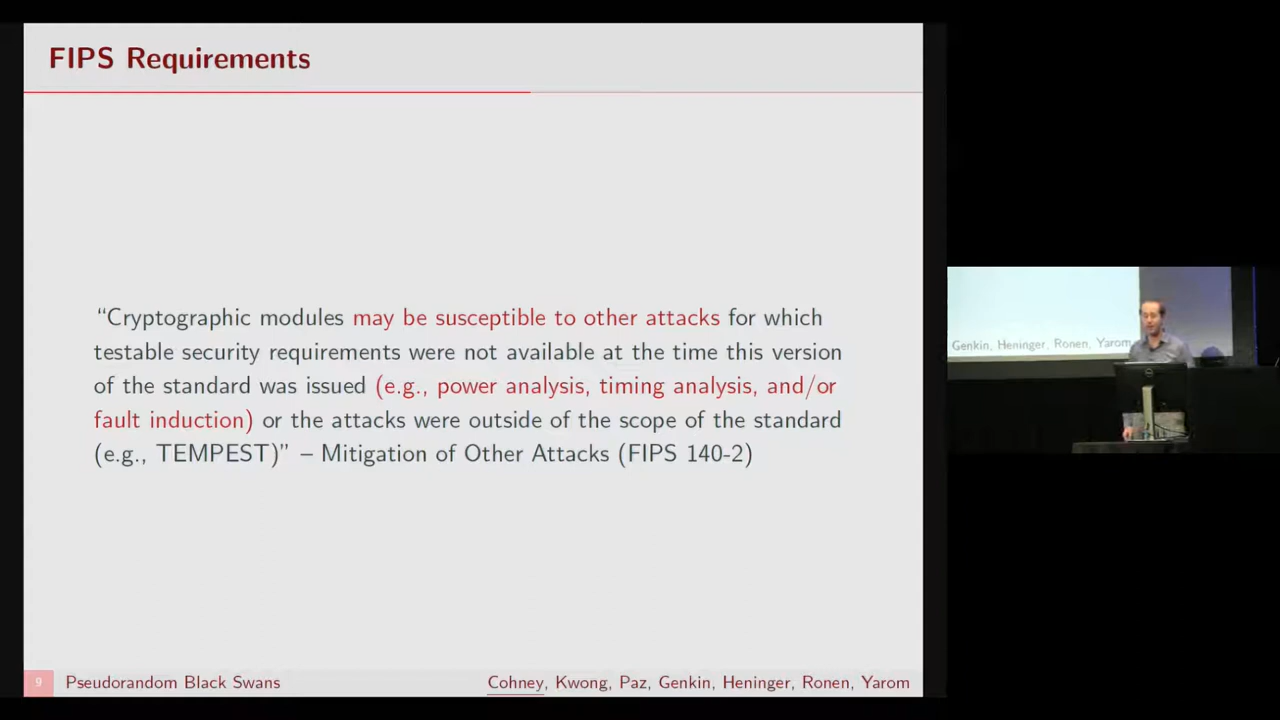 FIPS Requirements
“Cryptographic modules may be susceptible to other attacks for which
testable security requirements were not available at the time this version
of the standard was issued (e.g., power analysis, timing analysis, and/or
fault induction) or the attacks were outside of the scope of the standard
(e.g., TEMPEST)” – Mitigation of Other Attacks (FIPS 140-2)
9 Pseudorandom Black Swans Cohney, Kwong, Paz, Genkin, Heninger, Ronen, Yarom
Genkin, Heninger, Ronen, Yarom